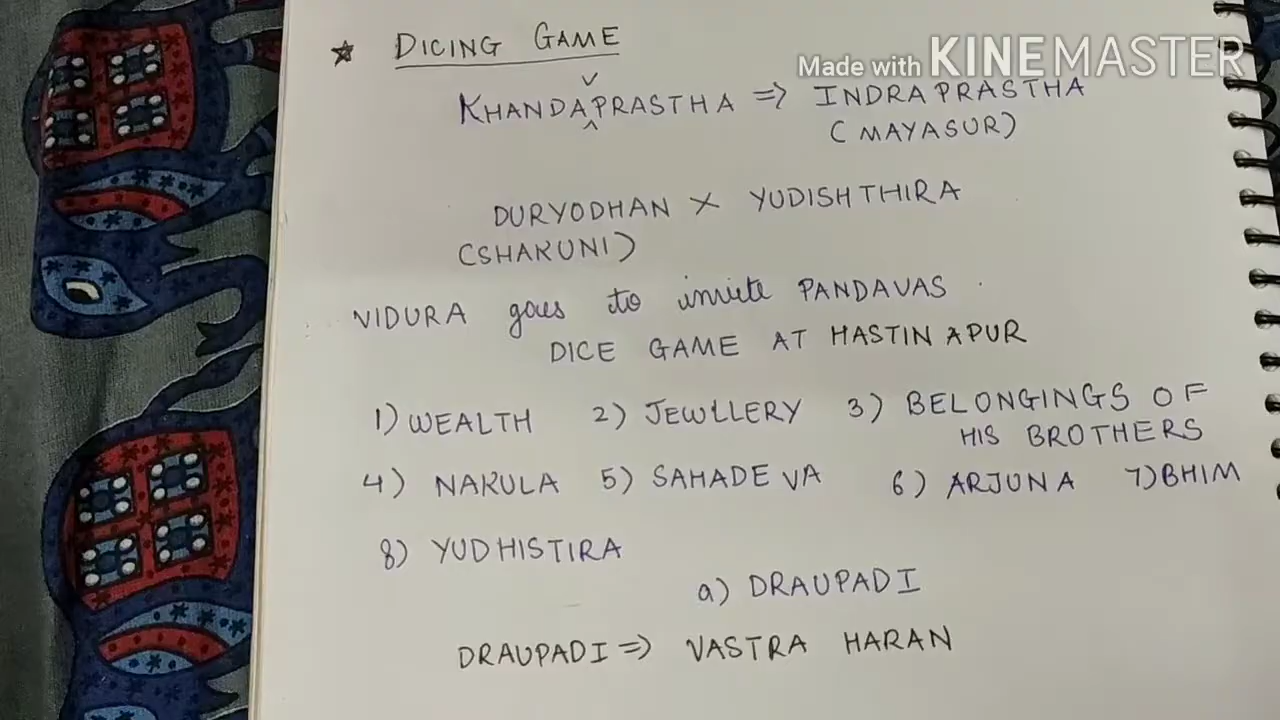 Made with KINEMASTER
☆ DICING GAME
KHANDAPRASTHA => INDRAPRASTHA
(MAYASUR)
DURYODHAN X YUDISHTHIRA
(SHAKUNI)
VIDURA goes to invite PANDAVAS.
DICE GAME AT HASTINAPUR
1) WEALTH 2) JEWLLERY 3) BELONGINGS OF
HIS BROTHERS
4) NAKULA 5) SAHADEVA 6) ARJUNA 7) BHIM
8) YUDHISTIRA
a) DRAUPADI
DRAUPADI => VASTRA HARAN